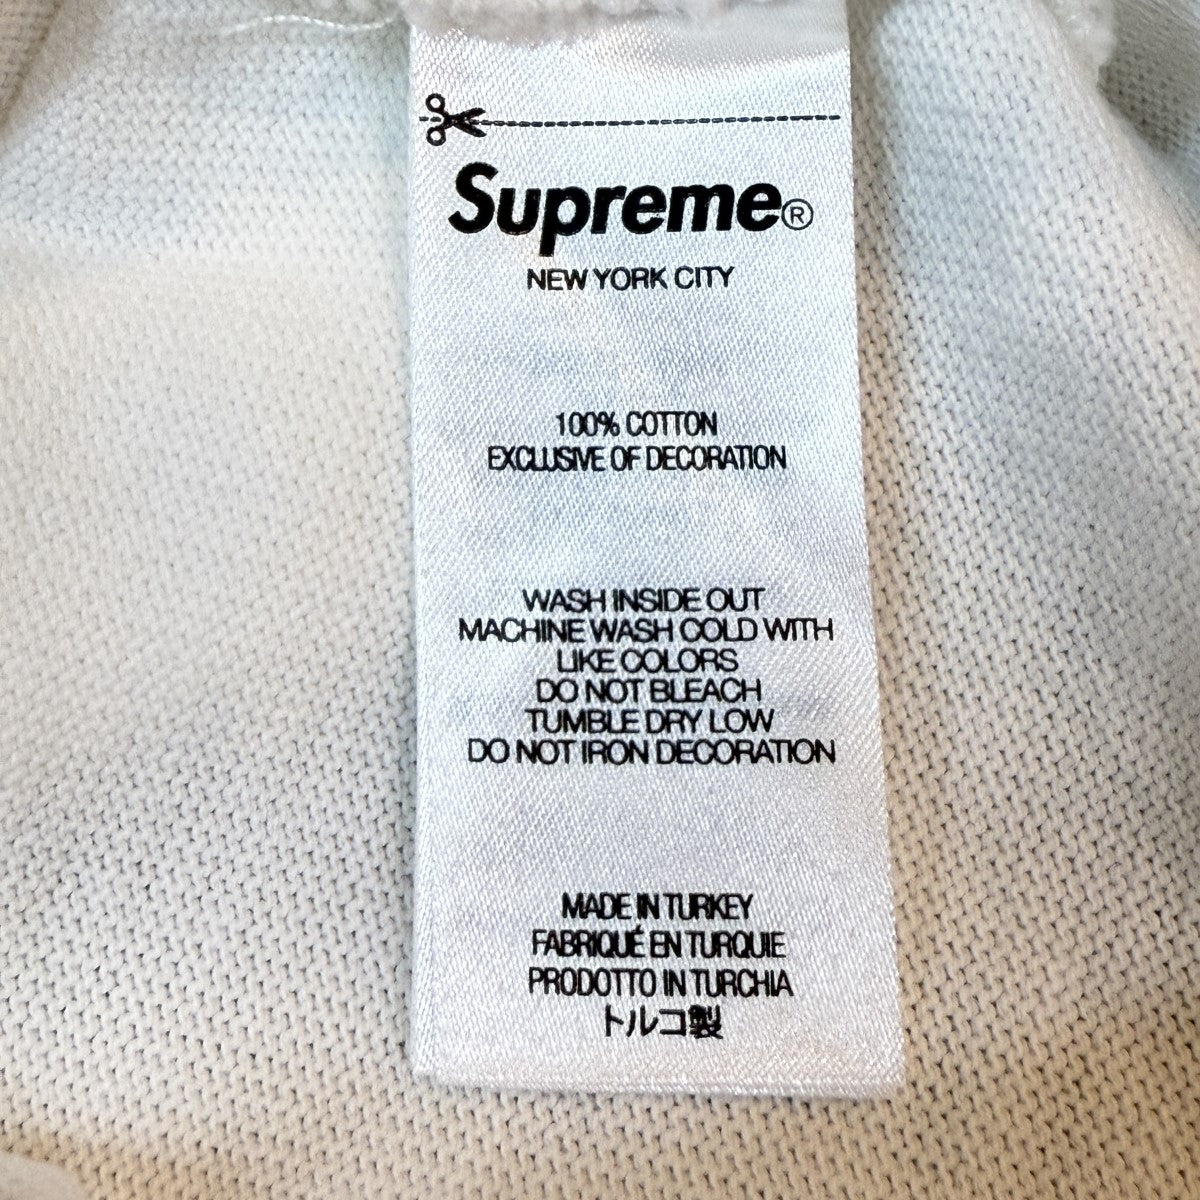 Supreme®
NEW YORK CITY
100% COTTON
EXCLUSIVE OF DECORATION
WASH INSIDE OUT
MACHINE WASH COLD WITH
LIKE COLORS
DO NOT BLEACH
TUMBLE DRY LOW
DO NOT IRON DECORATION
MADE IN TURKEY
FABRIQUÉ EN TURQUIE
PRODOTTO IN TURCHIA
トルコ製